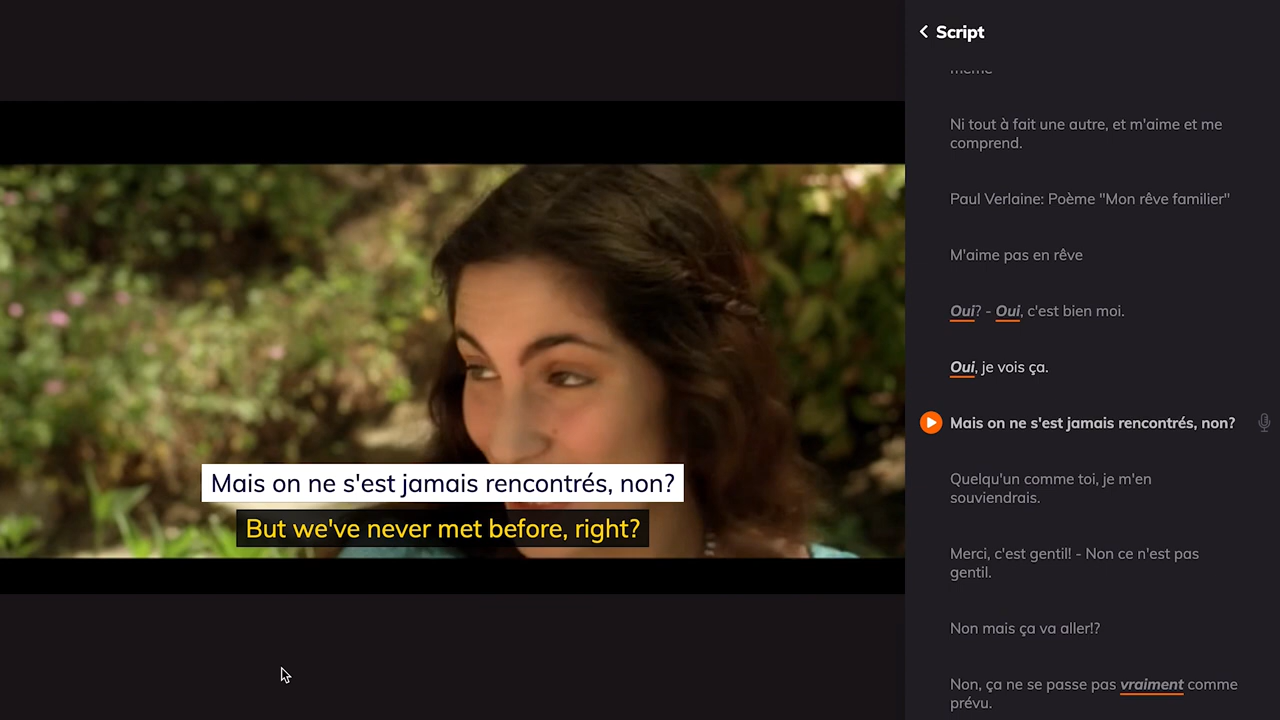 Script
même
Ni tout à fait une autre, et m'aime et me
comprend.
Paul Verlaine: Poème "Mon rêve familier"
M'aime pas en rêve
Oui? - Oui, c'est bien moi.
Oui, je vois ça.
Mais on ne s'est jamais rencontrés, non?
Quelqu'un comme toi, je m'en
souviendrais.
Merci, c'est gentil! - Non ce n'est pas
gentil.
Non mais ça va aller!?
Non, ça ne se passe pas vraiment comme
prévu.
Mais on ne s'est jamais rencontrés, non?
But we've never met before, right?